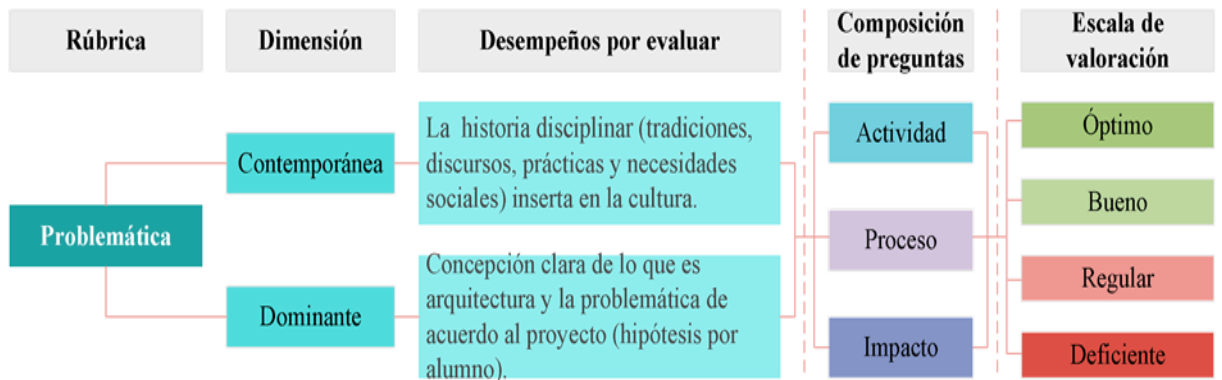 Rúbrica
Dimensión
Desempeños por evaluar
Composición
de preguntas
Escala de
valoración
Problemática
Contemporánea
La historia disciplinar (tradiciones,
discursos, prácticas y necesidades
sociales) inserta en la cultura.
Dominante
Concepción clara de lo que es
arquitectura y la problemática de
acuerdo al proyecto (hipótesis por
alumno).
Actividad
Proceso
Impacto
Óptimo
Bueno
Regular
Deficiente